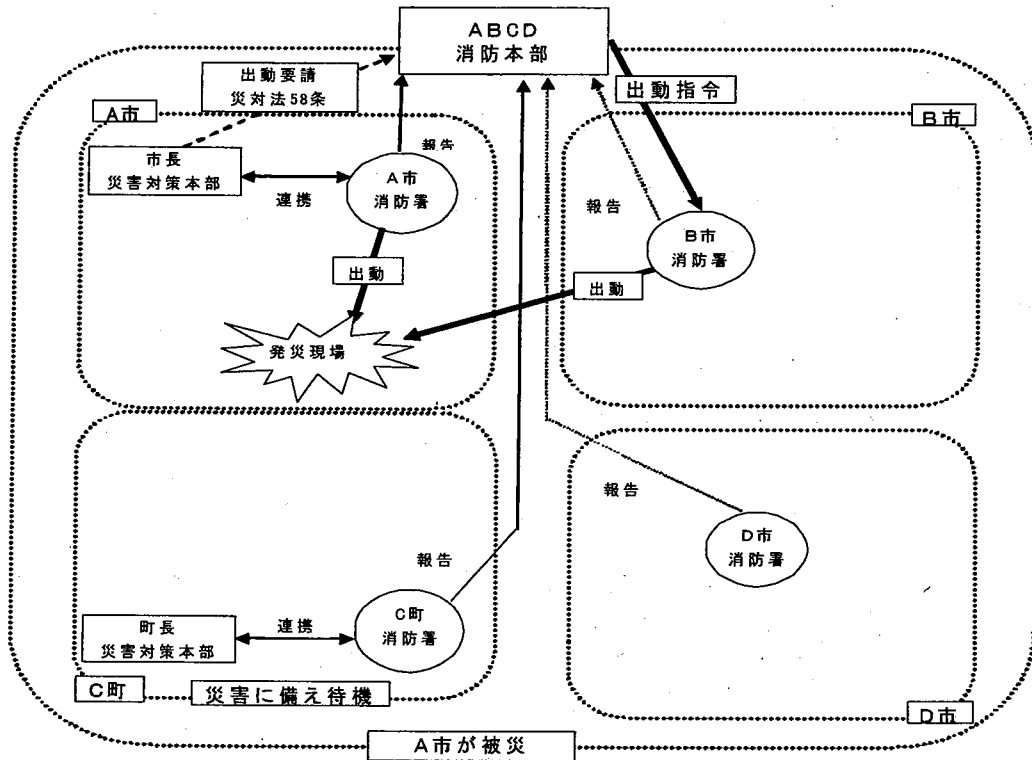 ABCD
消防本部
出動要請
災対法58条
出動指令
A市
B市
市長
災害対策本部
連携
報告
A市
消防署
報告
B市
消防署
出動
出動
発災現場
報告
D市
消防署
報告
C町
消防署
町長
災害対策本部
連携
C町
災害に備え待機
D市
A市が被災